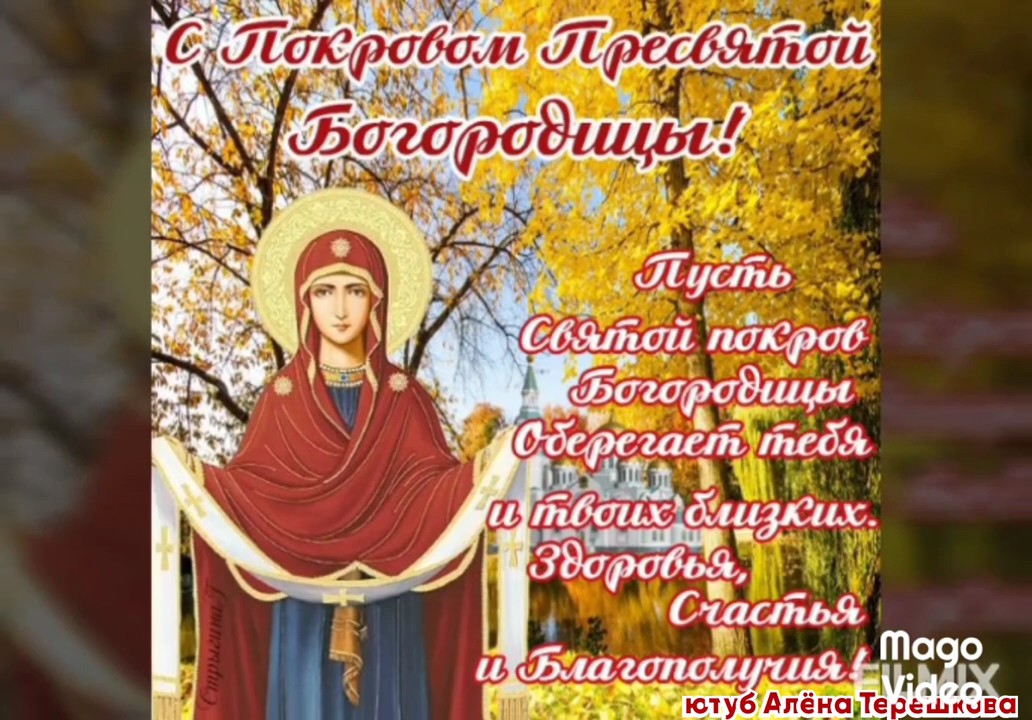 С Покровом Пресвятой
Богородицы!
Пусть
Святой покров
Богородицы
Оберегает тебя
и твоих близких.
Здоровья,
Счастья
и Благополучия!
Стрыгина.Т
Mago
Video
ютуб Алёна Терешкова